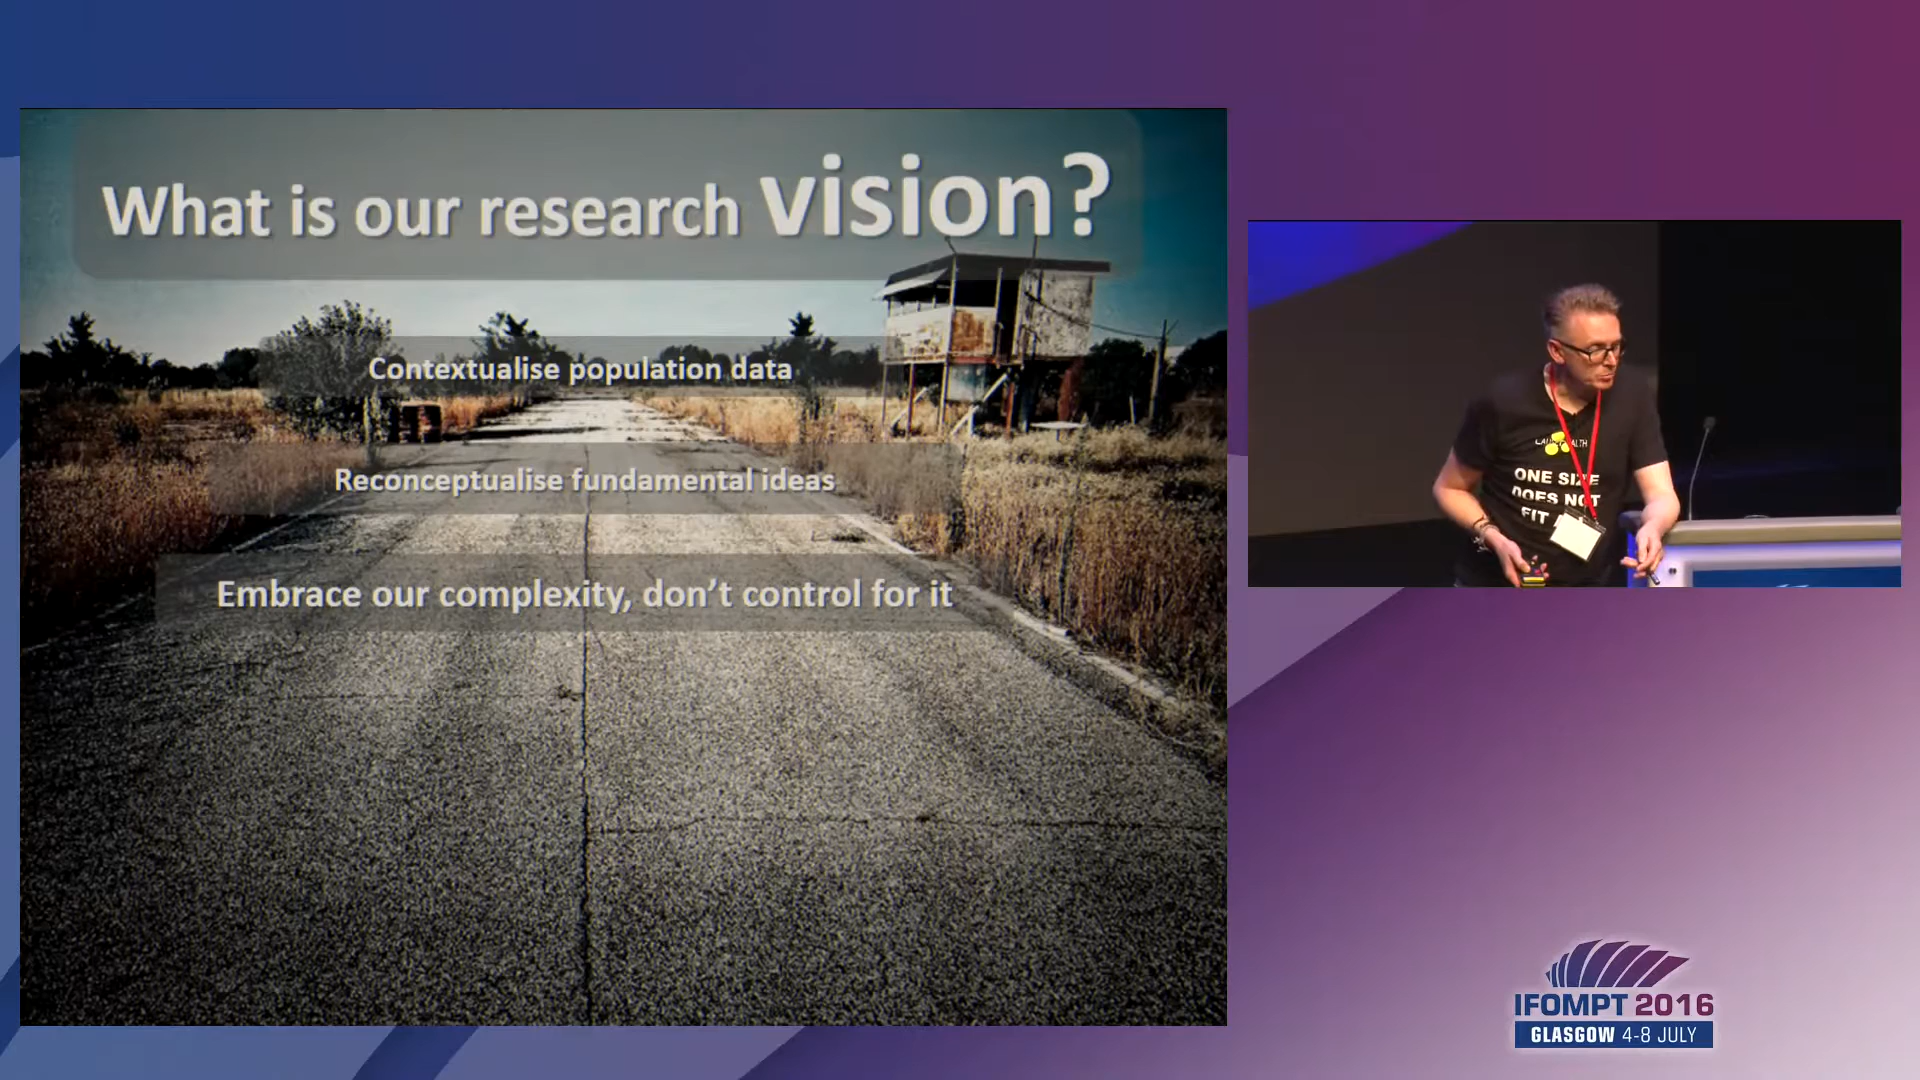 What is our research vision?
Contextualise population data
Reconceptualise fundamental ideas
Embrace our complexity, don't control for it
ONE SIZE
DOES NOT
FIT
IFOMPT 2016
GLASGOW 4-8 JULY